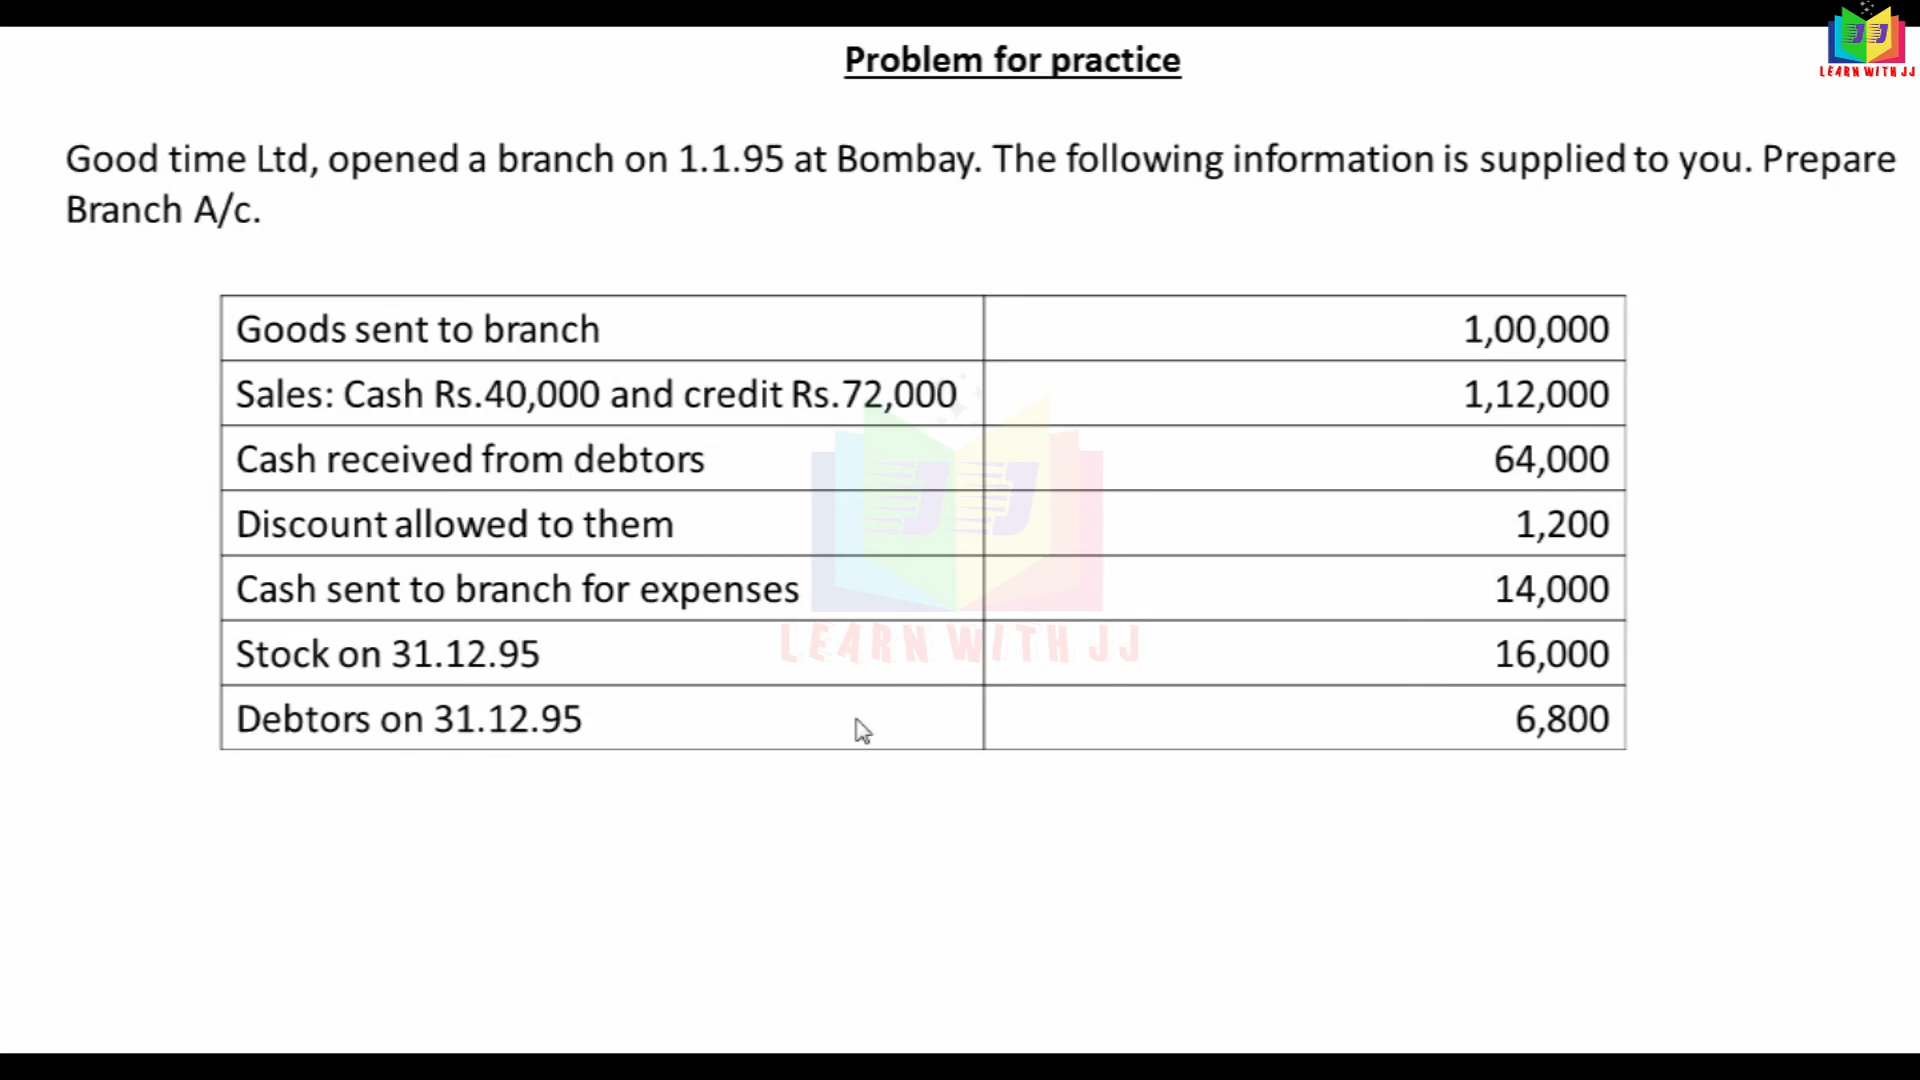 LEARN WITH JJ
Problem for practice
Good time Ltd, opened a branch on 1.1.95 at Bombay. The following information is supplied to you. Prepare
Branch A/c.
Goods sent to branch 1,00,000
Sales: Cash Rs.40,000 and credit Rs.72,000 1,12,000
Cash received from debtors 64,000
Discount allowed to them 1,200
Cash sent to branch for expenses 14,000
Stock on 31.12.95 16,000
Debtors on 31.12.95 6,800
JJ
LEARN WITH JJ